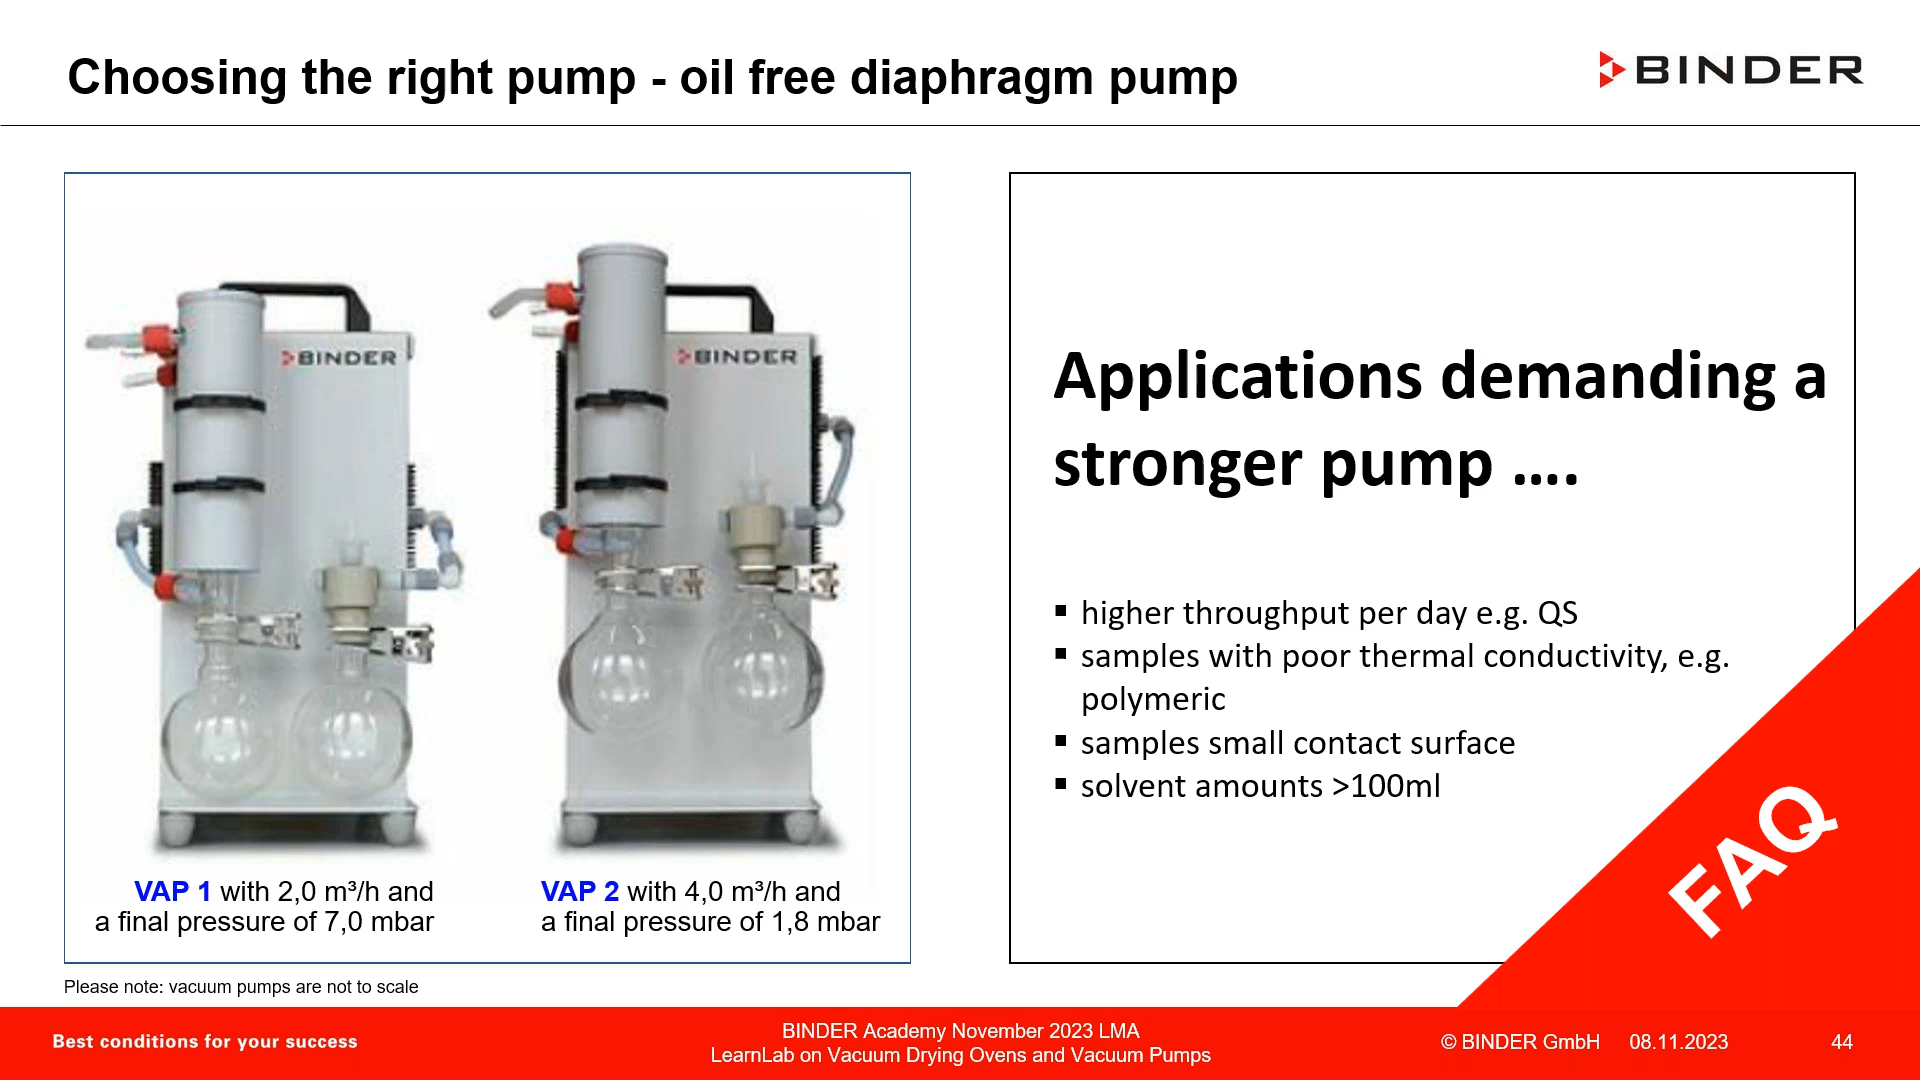 Choosing the right pump - oil free diaphragm pump
BINDER
BINDER
BINDER
VAP 1 with 2,0 m³/h and
a final pressure of 7,0 mbar
VAP 2 with 4,0 m³/h and
a final pressure of 1,8 mbar
Please note: vacuum pumps are not to scale
Applications demanding a
stronger pump ....
▪ higher throughput per day e.g. QS
▪ samples with poor thermal conductivity, e.g.
polymeric
▪ samples small contact surface
▪ solvent amounts >100ml
FAQ
Best conditions for your success
BINDER Academy November 2023 LMA
LearnLab on Vacuum Drying Ovens and Vacuum Pumps
© BINDER GmbH 08.11.2023 44